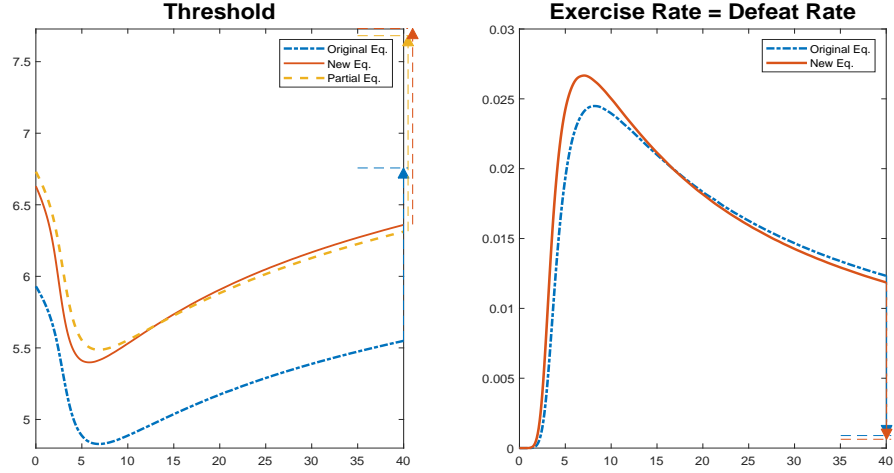 Threshold
7.5
7
6.5
6
5.5
5
0 5 10 15 20 25 30 35 40
Original Eq.
New Eq.
Partial Eq.
Exercise Rate = Defeat Rate
0.03
0.025
0.02
0.015
0.01
0.005
0
0 5 10 15 20 25 30 35 40
Original Eq.
New Eq.